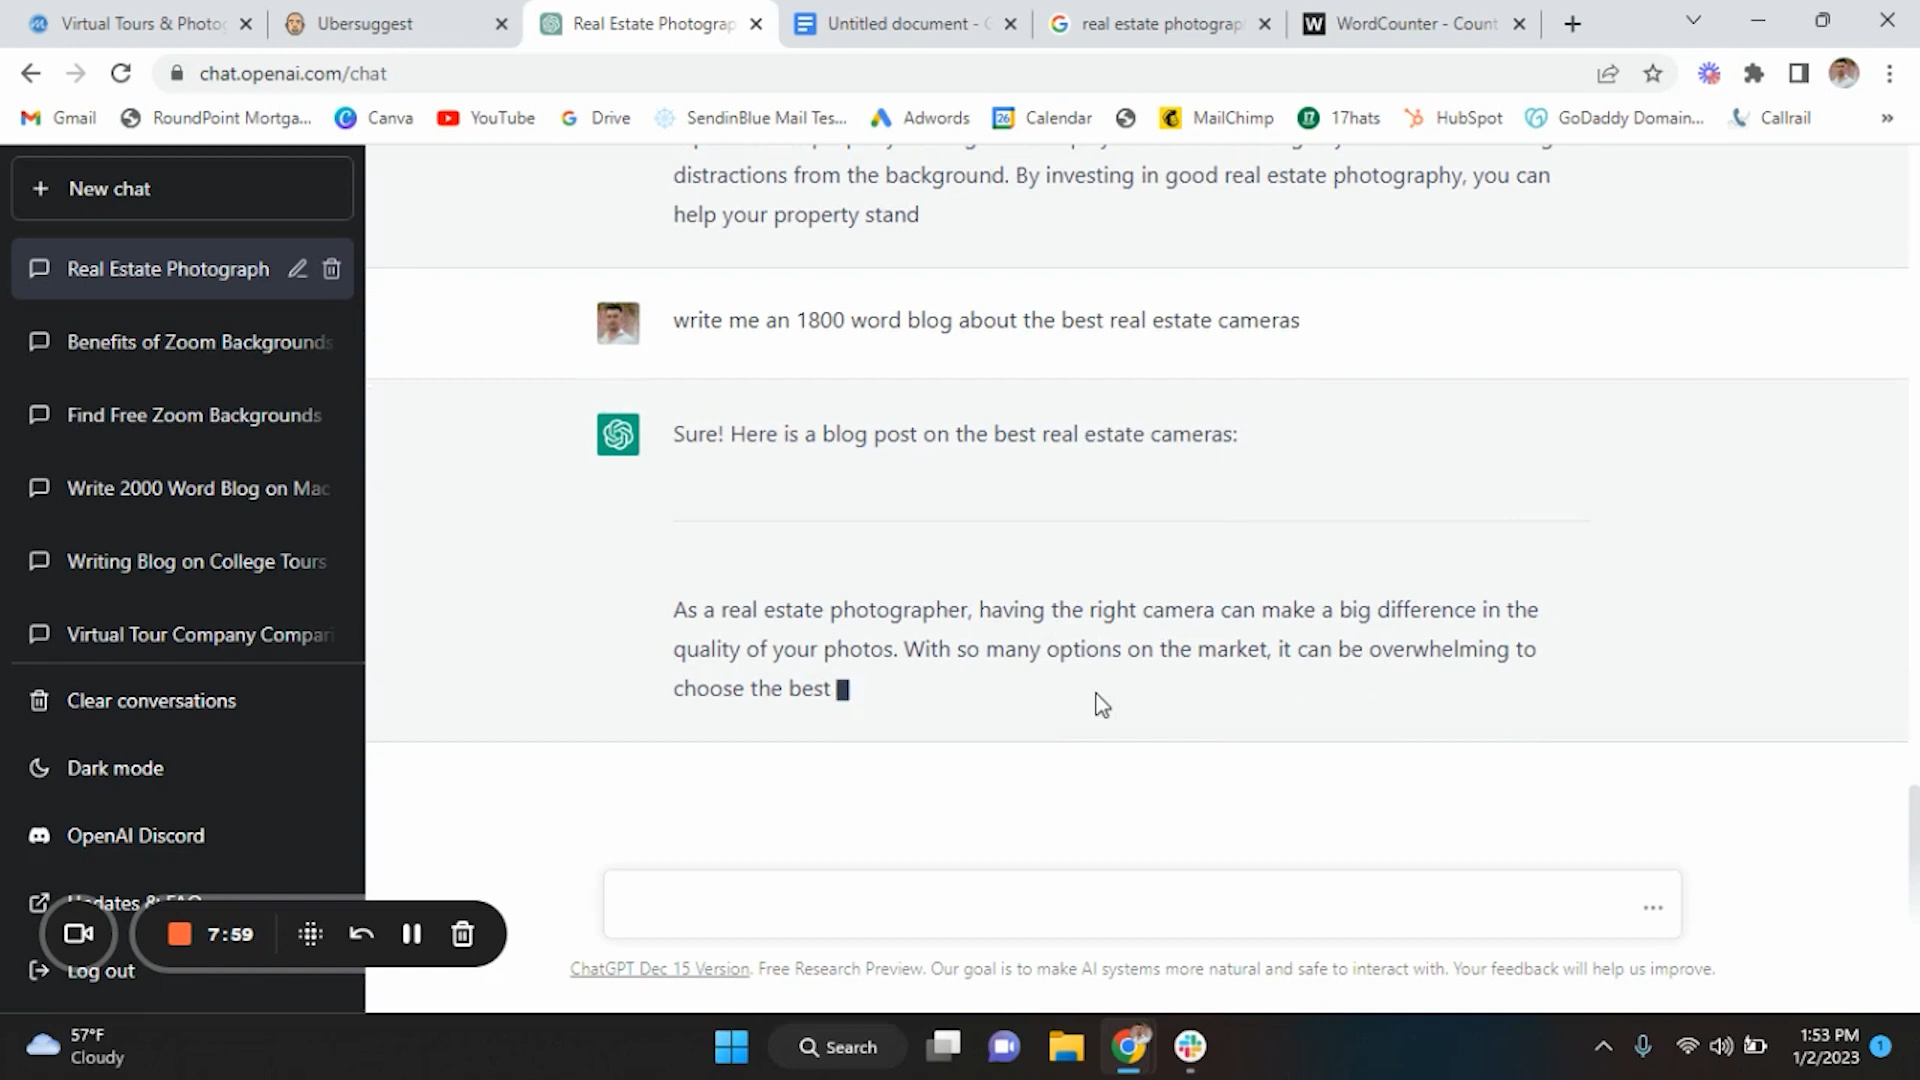 Virtual Tours & Photo
Ubersuggest
Real Estate Photograp
Untitled document - G
real estate photograp
WordCounter - Count
chat.openai.com/chat
Gmail
RoundPoint Mortga...
Canva
YouTube
Drive
SendinBlue Mail Tes...
Adwords
26
Calendar
MailChimp
17
17hats
HubSpot
GoDaddy Domain...
Callrail
»
+ New chat
Real Estate Photograph
Benefits of Zoom Backgrounds
Find Free Zoom Backgrounds
Write 2000 Word Blog on Mac
Writing Blog on College Tours
Virtual Tour Company Compari
Clear conversations
Dark mode
OpenAI Discord
Updates & FAQ
Log out
7:59
distractions from the background. By investing in good real estate photography, you can
help your property stand
write me an 1800 word blog about the best real estate cameras
Sure! Here is a blog post on the best real estate cameras:
As a real estate photographer, having the right camera can make a big difference in the
quality of your photos. With so many options on the market, it can be overwhelming to
choose the best
...
ChatGPT Dec 15 Version. Free Research Preview. Our goal is to make AI systems more natural and safe to interact with. Your feedback will help us improve.
57°F
Cloudy
Search
1:53 PM
1/2/2023
1